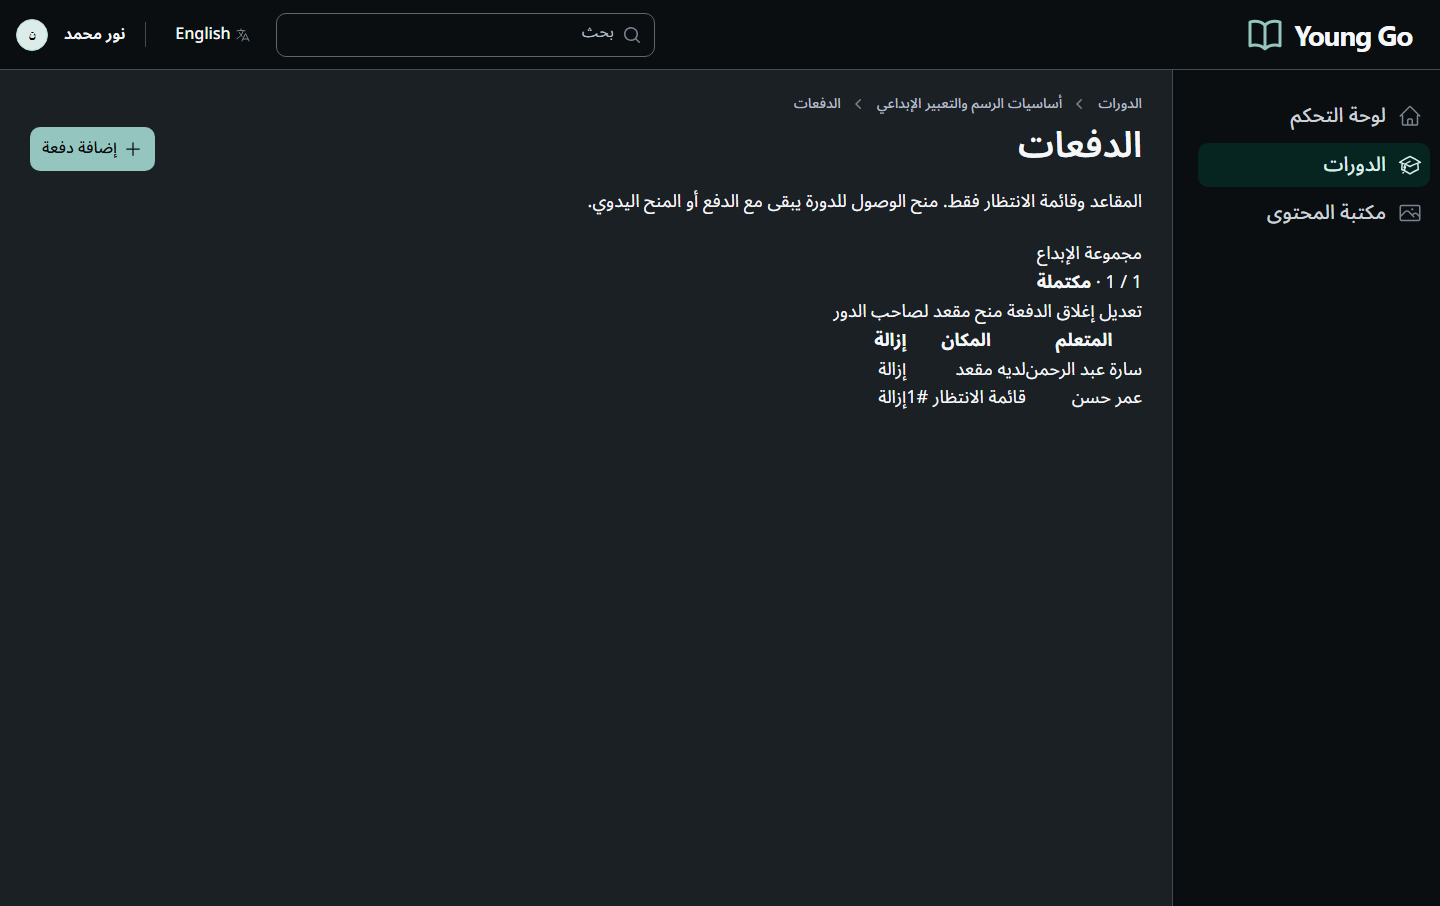 Young Go
بحث
English
نور محمد
ن
لوحة التحكم
الدورات
مكتبة المحتوى
الدورات
أساسيات الرسم والتعبير الإبداعي
الدفعات
الدفعات
إضافة دفعة
المقاعد وقائمة الانتظار فقط. منح الوصول للدورة يبقى مع الدفع أو المنح اليدوي.
مجموعة الإبداع
1 / 1 · مكتملة
تعديل إغلاق الدفعة منح مقعد لصاحب الدور
المتعلم المكان إزالة
سارة عبد الرحمن لديه مقعد إزالة
عمر حسن قائمة الانتظار #1 إزالة